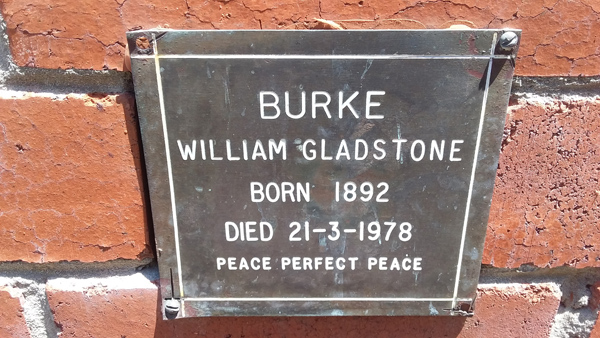 BURKE
WILLIAM GLADSTONE
BORN 1892
DIED 21-3-1978
PEACE PERFECT PEACE